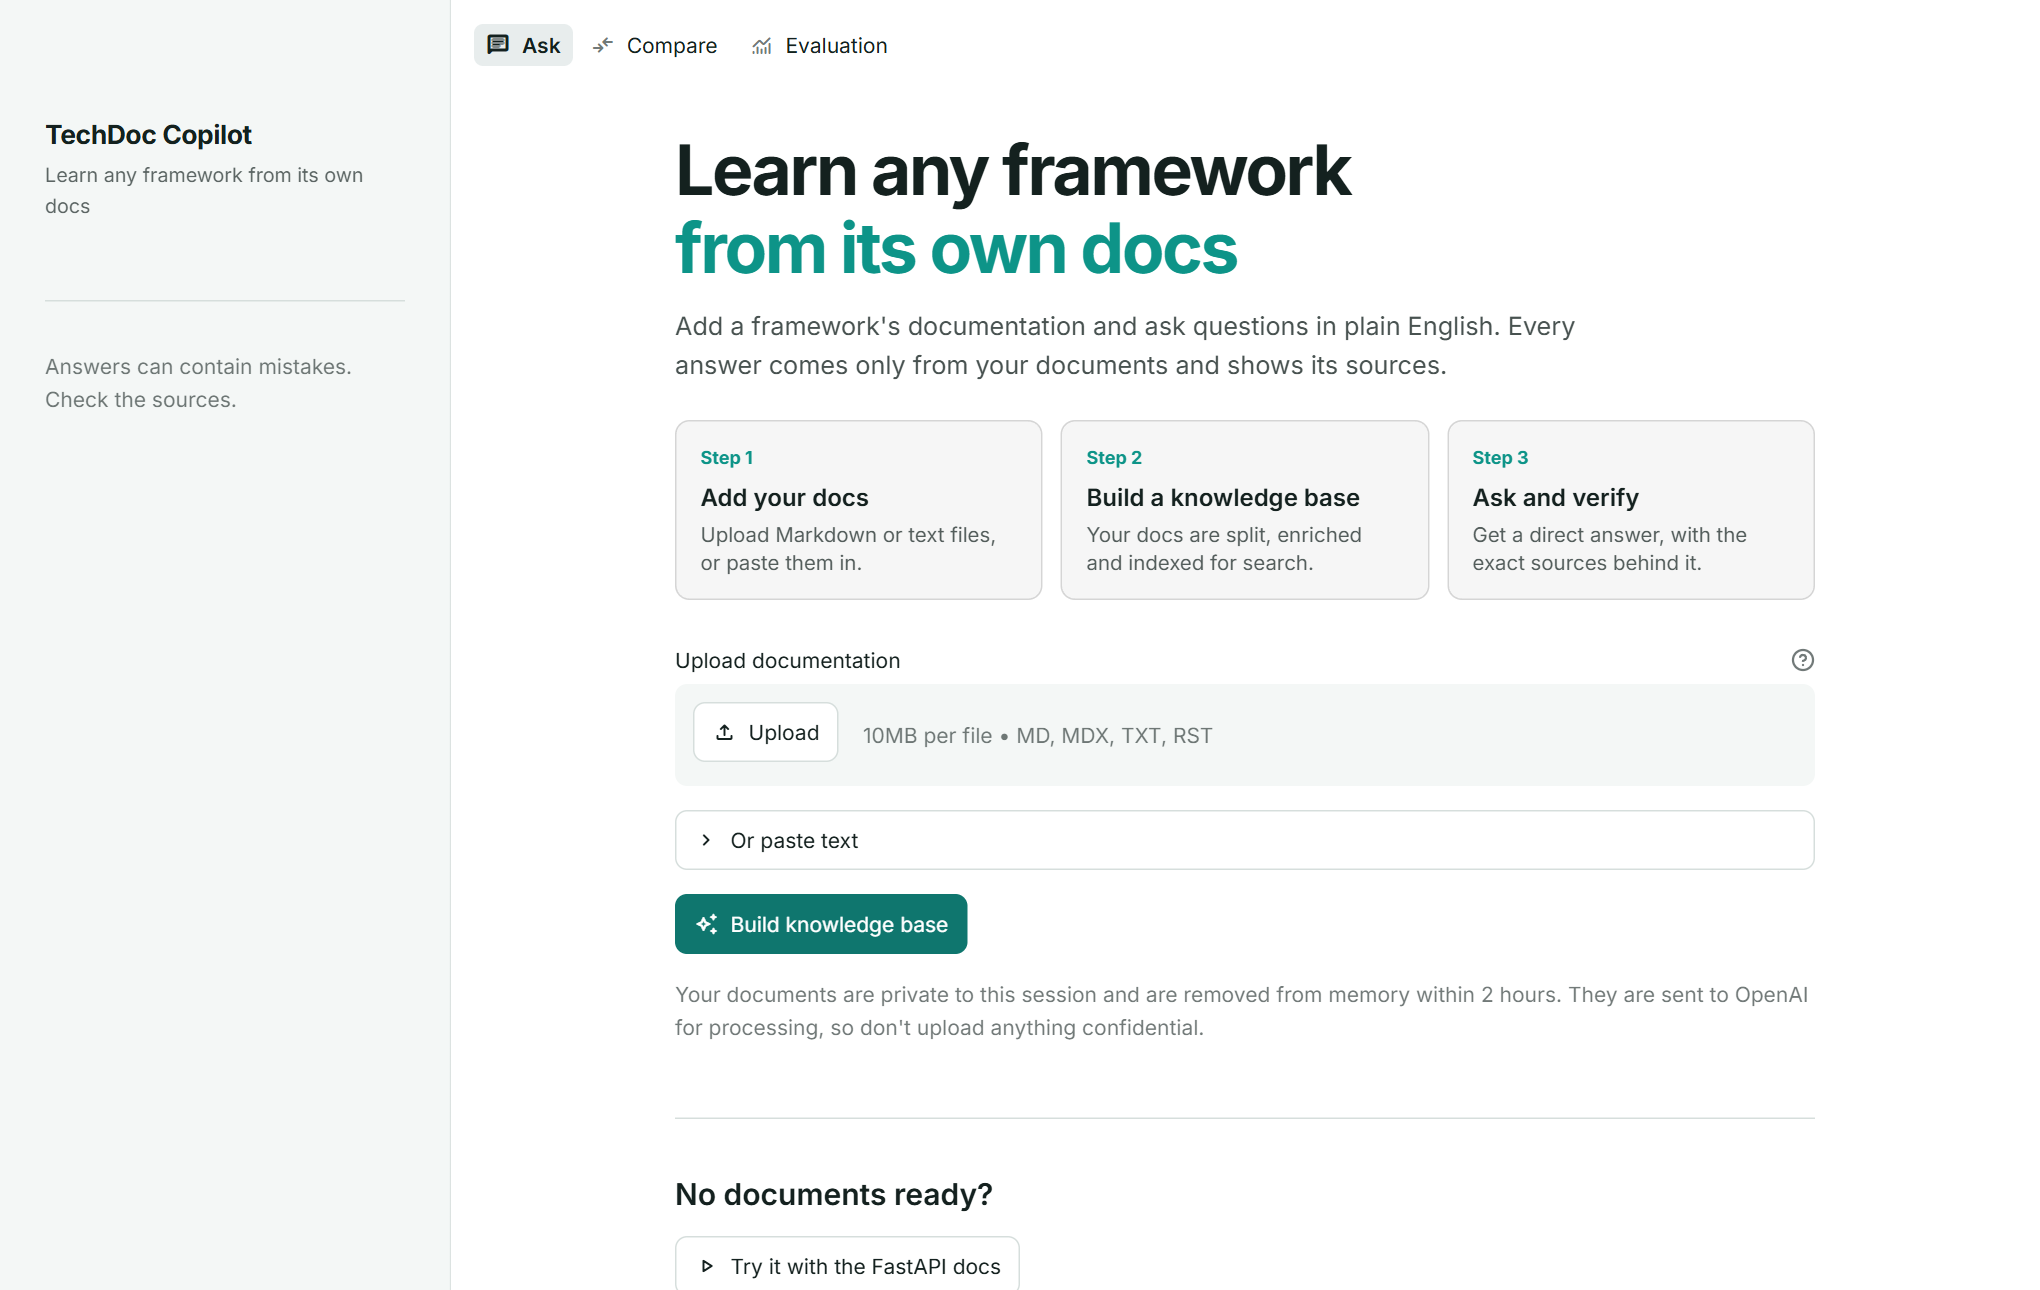 Ask
Compare
Evaluation
TechDoc Copilot
Learn any framework from its own
docs
Answers can contain mistakes.
Check the sources.
Learn any framework
from its own docs
Add a framework's documentation and ask questions in plain English. Every
answer comes only from your documents and shows its sources.
Step 1
Add your docs
Upload Markdown or text files,
or paste them in.
Step 2
Build a knowledge base
Your docs are split, enriched
and indexed for search.
Step 3
Ask and verify
Get a direct answer, with the
exact sources behind it.
Upload documentation
Upload
10MB per file • MD, MDX, TXT, RST
Or paste text
Build knowledge base
Your documents are private to this session and are removed from memory within 2 hours. They are sent to OpenAI
for processing, so don't upload anything confidential.
No documents ready?
Try it with the FastAPI docs